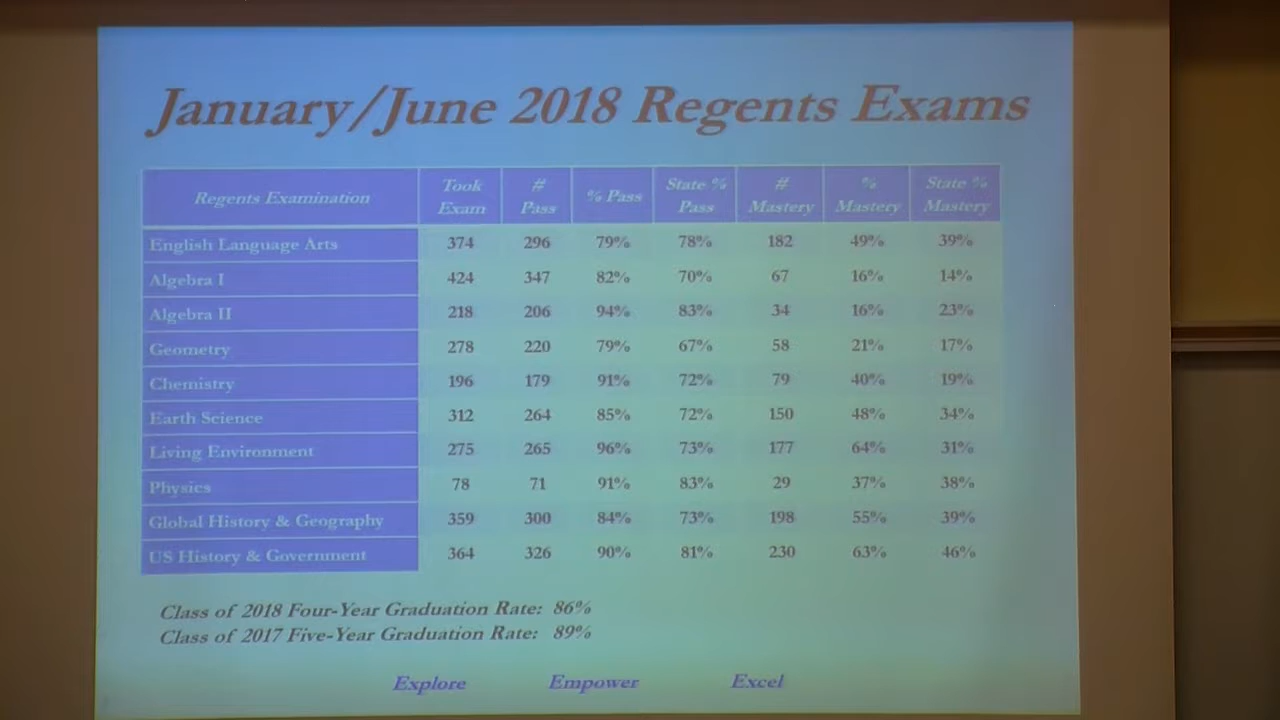 January/June 2018 Regents Exams
Regents Examination Took Exam # Pass % Pass State % Pass # Mastery % Mastery State % Mastery
English Language Arts 374 296 79% 78% 182 49% 39%
Algebra I 424 347 82% 70% 67 16% 14%
Algebra II 218 206 94% 83% 34 16% 23%
Geometry 278 220 79% 67% 58 21% 17%
Chemistry 196 179 91% 72% 79 40% 19%
Earth Science 312 264 85% 72% 150 48% 34%
Living Environment 275 265 96% 73% 177 64% 31%
Physics 78 71 91% 83% 29 37% 38%
Global History & Geography 359 300 84% 73% 198 55% 39%
US History & Government 364 326 90% 81% 230 63% 46%
Class of 2018 Four-Year Graduation Rate: 86%
Class of 2017 Five-Year Graduation Rate: 89%
Explore Empower Excel